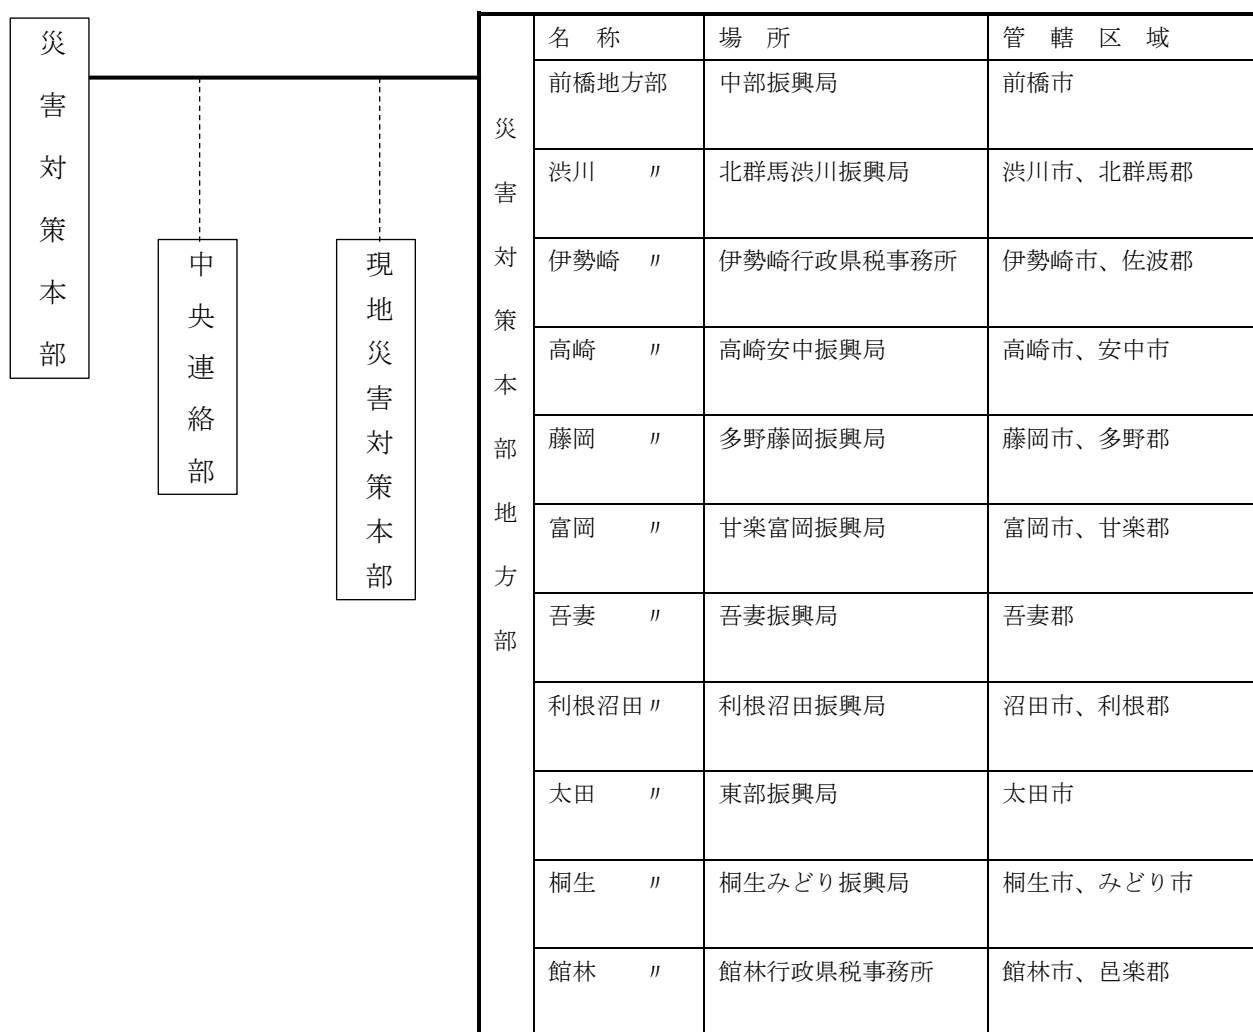 災害対策本部
中央連絡部
現地災害対策本部
災害対策本部地方部
名　称　場　所　管　轄　区　域
前橋地方部　中部振興局　前橋市
渋川　〃　北群馬渋川振興局　渋川市、北群馬郡
伊勢崎　〃　伊勢崎行政県税事務所　伊勢崎市、佐波郡
高崎　〃　高崎安中振興局　高崎市、安中市
藤岡　〃　多野藤岡振興局　藤岡市、多野郡
富岡　〃　甘楽富岡振興局　富岡市、甘楽郡
吾妻　〃　吾妻振興局　吾妻郡
利根沼田〃　利根沼田振興局　沼田市、利根郡
太田　〃　東部振興局　太田市
桐生　〃　桐生みどり振興局　桐生市、みどり市
館林　〃　館林行政県税事務所　館林市、邑楽郡